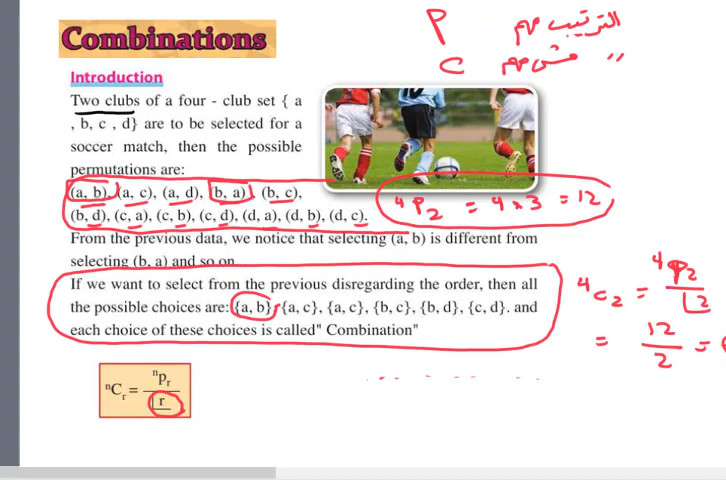 Combinations
P الترتيب مهم
C " مش مهم
Introduction
Two clubs of a four - club set { a
, b, c , d} are to be selected for a
soccer match, then the possible
permutations are:
(a, b), (a, c), (a, d), (b, a), (b, c),
(b, d), (c, a), (c, b), (c, d), (d, a), (d, b), (d, c).
⁴P₂ = 4 × 3 = 12
From the previous data, we notice that selecting (a, b) is different from
selecting (b, a) and so on
If we want to select from the previous disregarding the order, then all
the possible choices are: {a, b}, {a, c}, {a, c}, {b, c}, {b, d}, {c, d}. and
each choice of these choices is called" Combination"
⁴C₂ = ⁴P₂ / |2
= 12 / 2 =
ⁿCᵣ = ⁿpᵣ / |r